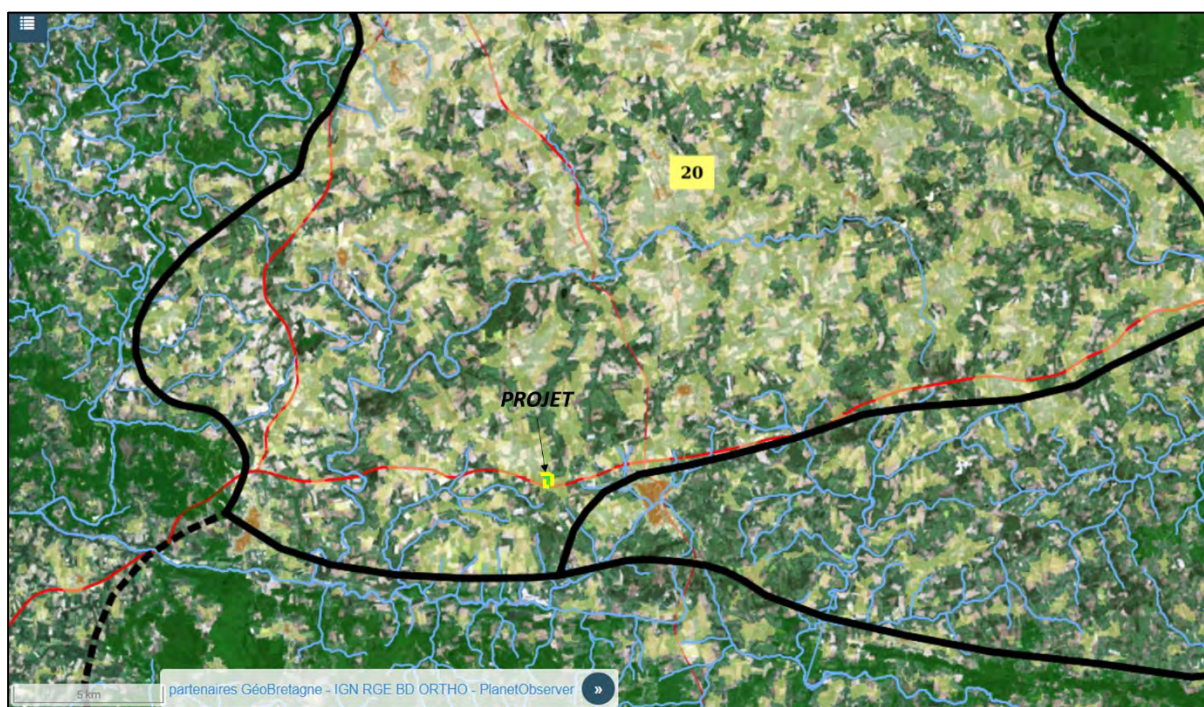 20
PROJET
5 km
partenaires GéoBretagne - IGN RGE BD ORTHO - PlanetObserver »